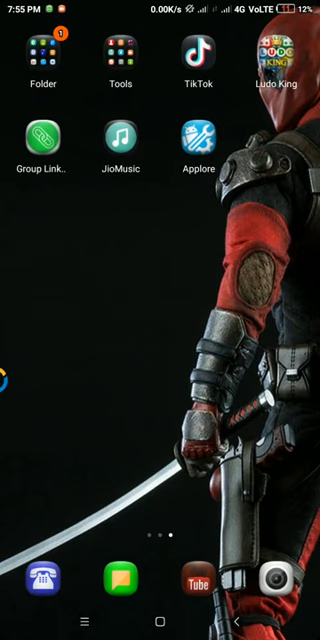 7:55 PM 0.00K/s 4G VoLTE 11 12%
1
Folder Tools TikTok Ludo King
LUDO
KING
Group Link.. JioMusic Applore
Tube